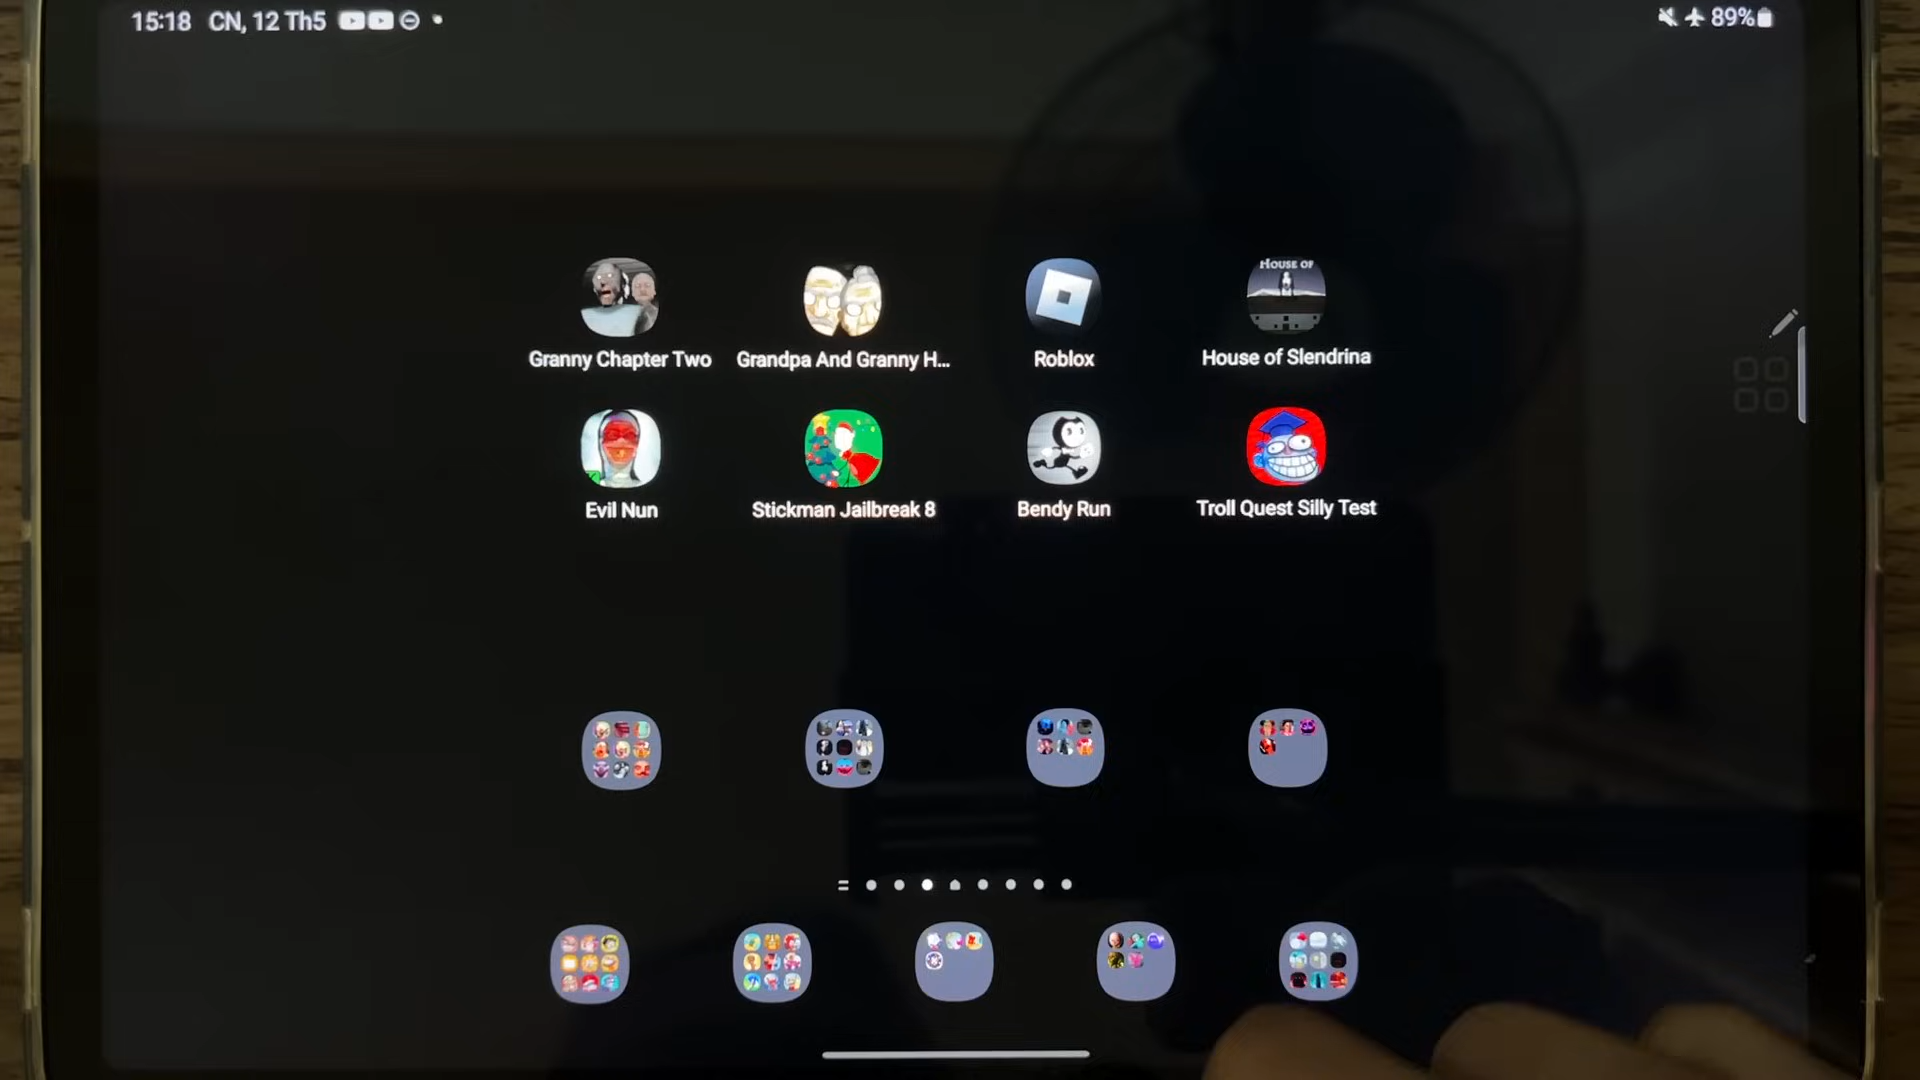 15:18 CN, 12 Th5
89%
HOUSE OF
Granny Chapter Two
Grandpa And Granny H...
Roblox
House of Slendrina
Evil Nun
Stickman Jailbreak 8
Bendy Run
Troll Quest Silly Test